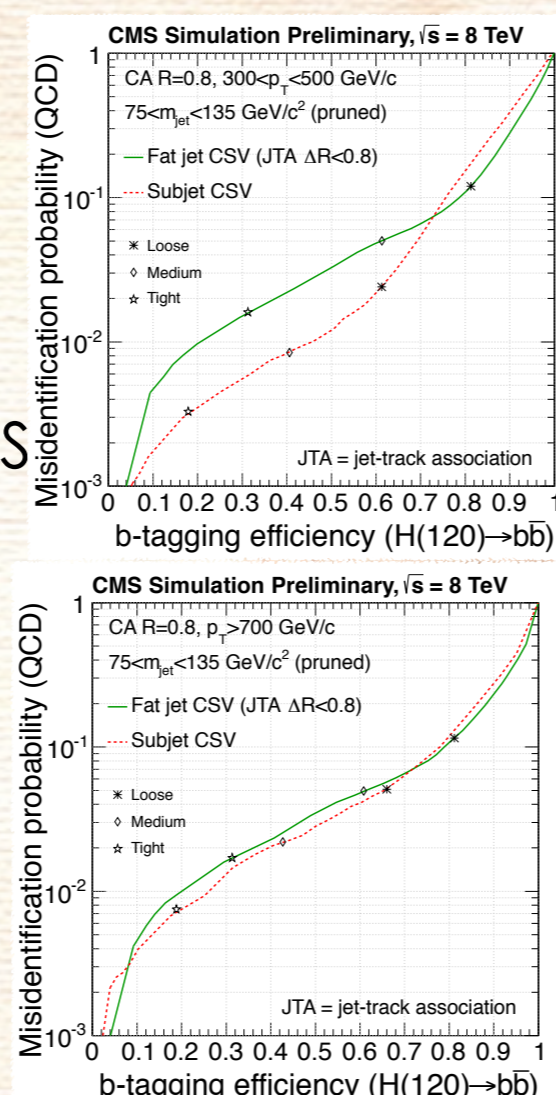 CMS Simulation Preliminary, √s = 8 TeV
CA R=0.8, 300<p_T<500 GeV/c
75<m_jet<135 GeV/c² (pruned)
Fat jet CSV (JTA ΔR<0.8)
Subjet CSV
Loose
Medium
Tight
JTA = jet-track association
Misidentification probability (QCD)
1
10⁻¹
10⁻²
10⁻³
0 0.1 0.2 0.3 0.4 0.5 0.6 0.7 0.8 0.9 1
b-tagging efficiency (H(120)→bb̅)
s
CMS Simulation Preliminary, √s = 8 TeV
CA R=0.8, p_T>700 GeV/c
75<m_jet<135 GeV/c² (pruned)
Fat jet CSV (JTA ΔR<0.8)
Subjet CSV
Loose
Medium
Tight
JTA = jet-track association
Misidentification probability (QCD)
1
10⁻¹
10⁻²
10⁻³
0 0.1 0.2 0.3 0.4 0.5 0.6 0.7 0.8 0.9 1
b-tagging efficiency (H(120)→bb̅)